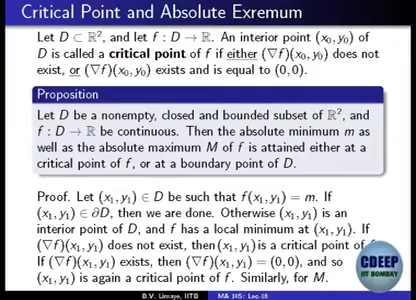 Critical Point and Absolute Exremum
Let D ⊂ ℝ², and let f : D → ℝ. An interior point (x₀, y₀) of
D is called a critical point of f if either (∇f)(x₀, y₀) does not
exist, or (∇f)(x₀, y₀) exists and is equal to (0, 0).
Proposition
Let D be a nonempty, closed and bounded subset of ℝ², and
f : D → ℝ be continuous. Then the absolute minimum m as
well as the absolute maximum M of f is attained either at a
critical point of f, or at a boundary point of D.
Proof. Let (x₁, y₁) ∈ D be such that f(x₁, y₁) = m. If
(x₁, y₁) ∈ ∂D, then we are done. Otherwise (x₁, y₁) is an
interior point of D, and f has a local minimum at (x₁, y₁). If
(∇f)(x₁, y₁) does not exist, then (x₁, y₁) is a critical point of
If (∇f)(x₁, y₁) exists, then (∇f)(x₁, y₁) = (0, 0), and so
(x₁, y₁) is again a critical point of f. Similarly, for M.
CDEEP
IIT BOMBAY
B.V. Limaye, IITB MA 105: Lec-16